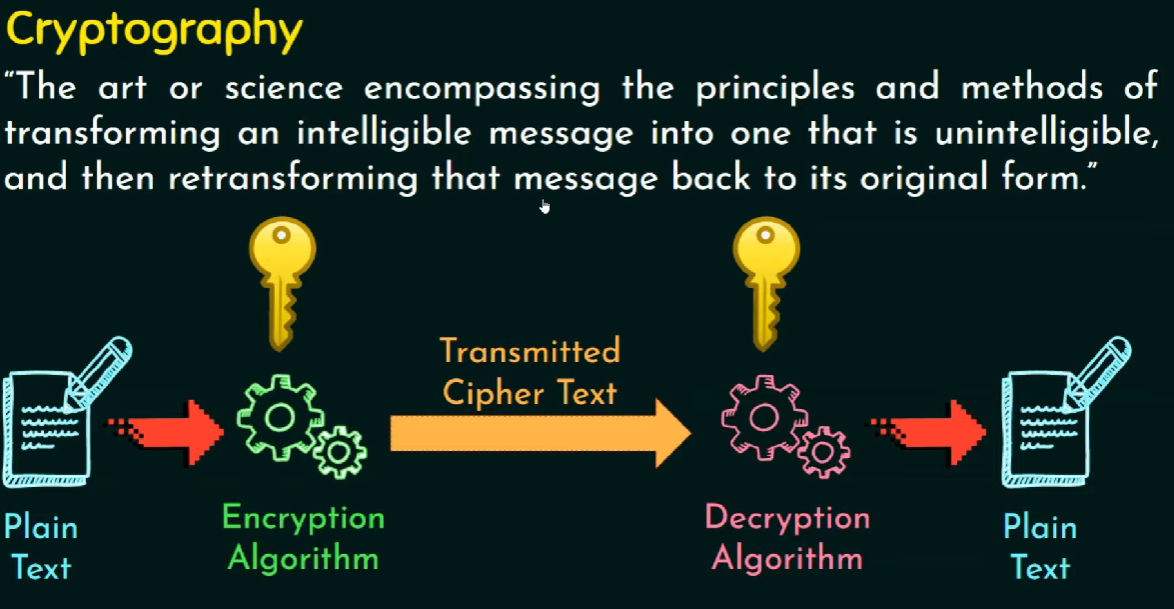 Cryptography
“The art or science encompassing the principles and methods of
transforming an intelligible message into one that is unintelligible,
and then retransforming that message back to its original form.”
Transmitted
Cipher Text
Plain
Text
Encryption
Algorithm
Decryption
Algorithm
Plain
Text